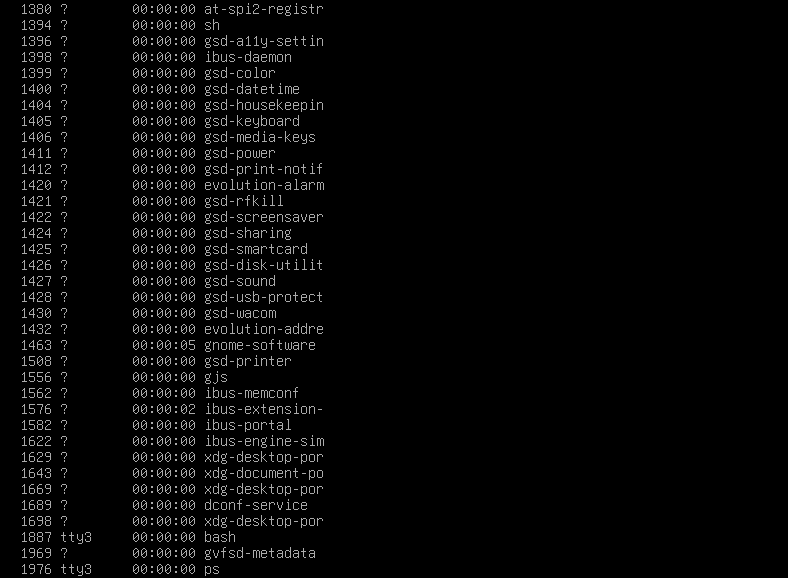 1380 ? 00:00:00 at-spi2-registr
1394 ? 00:00:00 sh
1396 ? 00:00:00 gsd-a11y-settin
1398 ? 00:00:00 ibus-daemon
1399 ? 00:00:00 gsd-color
1400 ? 00:00:00 gsd-datetime
1404 ? 00:00:00 gsd-housekeepin
1405 ? 00:00:00 gsd-keyboard
1406 ? 00:00:00 gsd-media-keys
1411 ? 00:00:00 gsd-power
1412 ? 00:00:00 gsd-print-notif
1420 ? 00:00:00 evolution-alarm
1421 ? 00:00:00 gsd-rfkill
1422 ? 00:00:00 gsd-screensaver
1424 ? 00:00:00 gsd-sharing
1425 ? 00:00:00 gsd-smartcard
1426 ? 00:00:00 gsd-disk-utilit
1427 ? 00:00:00 gsd-sound
1428 ? 00:00:00 gsd-usb-protect
1430 ? 00:00:00 gsd-wacom
1432 ? 00:00:00 evolution-addre
1463 ? 00:00:05 gnome-software
1508 ? 00:00:00 gsd-printer
1556 ? 00:00:00 gjs
1562 ? 00:00:00 ibus-memconf
1576 ? 00:00:02 ibus-extension-
1582 ? 00:00:00 ibus-portal
1622 ? 00:00:00 ibus-engine-sim
1629 ? 00:00:00 xdg-desktop-por
1643 ? 00:00:00 xdg-document-po
1669 ? 00:00:00 xdg-desktop-por
1689 ? 00:00:00 dconf-service
1698 ? 00:00:00 xdg-desktop-por
1887 tty3 00:00:00 bash
1969 ? 00:00:00 gvfsd-metadata
1976 tty3 00:00:00 ps